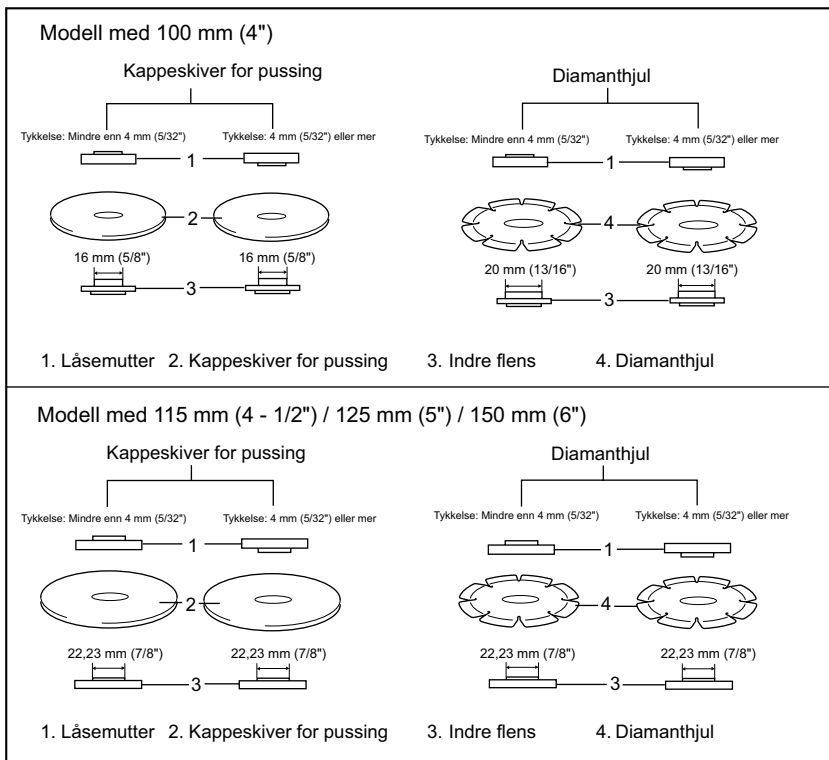 Modell med 100 mm (4")
Kappeskiver for pussing
Diamanthjul
Tykkelse: Mindre enn 4 mm (5/32")
Tykkelse: 4 mm (5/32") eller mer
Tykkelse: Mindre enn 4 mm (5/32")
Tykkelse: 4 mm (5/32") eller mer
1
1
2
4
16 mm (5/8")
16 mm (5/8")
20 mm (13/16")
20 mm (13/16")
3
3
1. Låsemutter 2. Kappeskiver for pussing 3. Indre flens 4. Diamanthjul
Modell med 115 mm (4 - 1/2") / 125 mm (5") / 150 mm (6")
Kappeskiver for pussing
Diamanthjul
Tykkelse: Mindre enn 4 mm (5/32")
Tykkelse: 4 mm (5/32") eller mer
Tykkelse: Mindre enn 4 mm (5/32")
Tykkelse: 4 mm (5/32") eller mer
1
1
2
4
22,23 mm (7/8")
22,23 mm (7/8")
22,23 mm (7/8")
22,23 mm (7/8")
3
3
1. Låsemutter 2. Kappeskiver for pussing 3. Indre flens 4. Diamanthjul